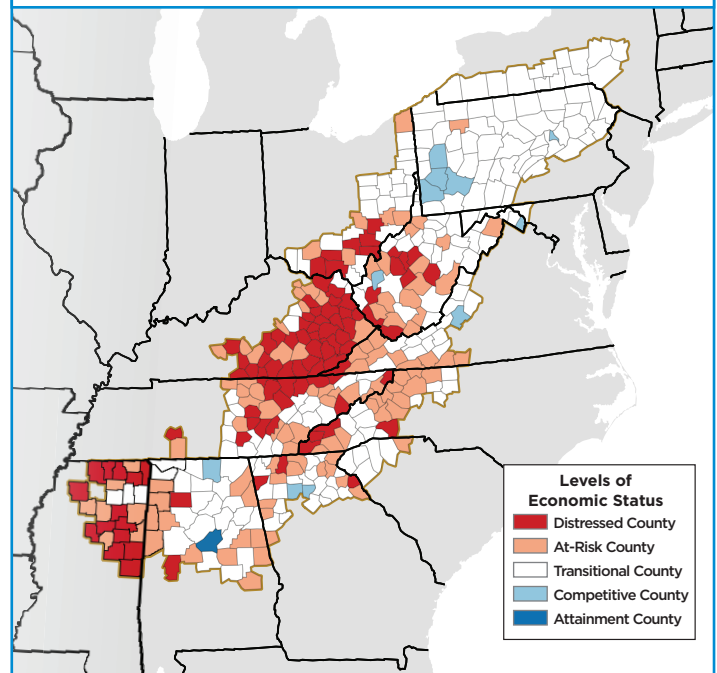 Levels of
Economic Status
Distressed County
At-Risk County
Transitional County
Competitive County
Attainment County